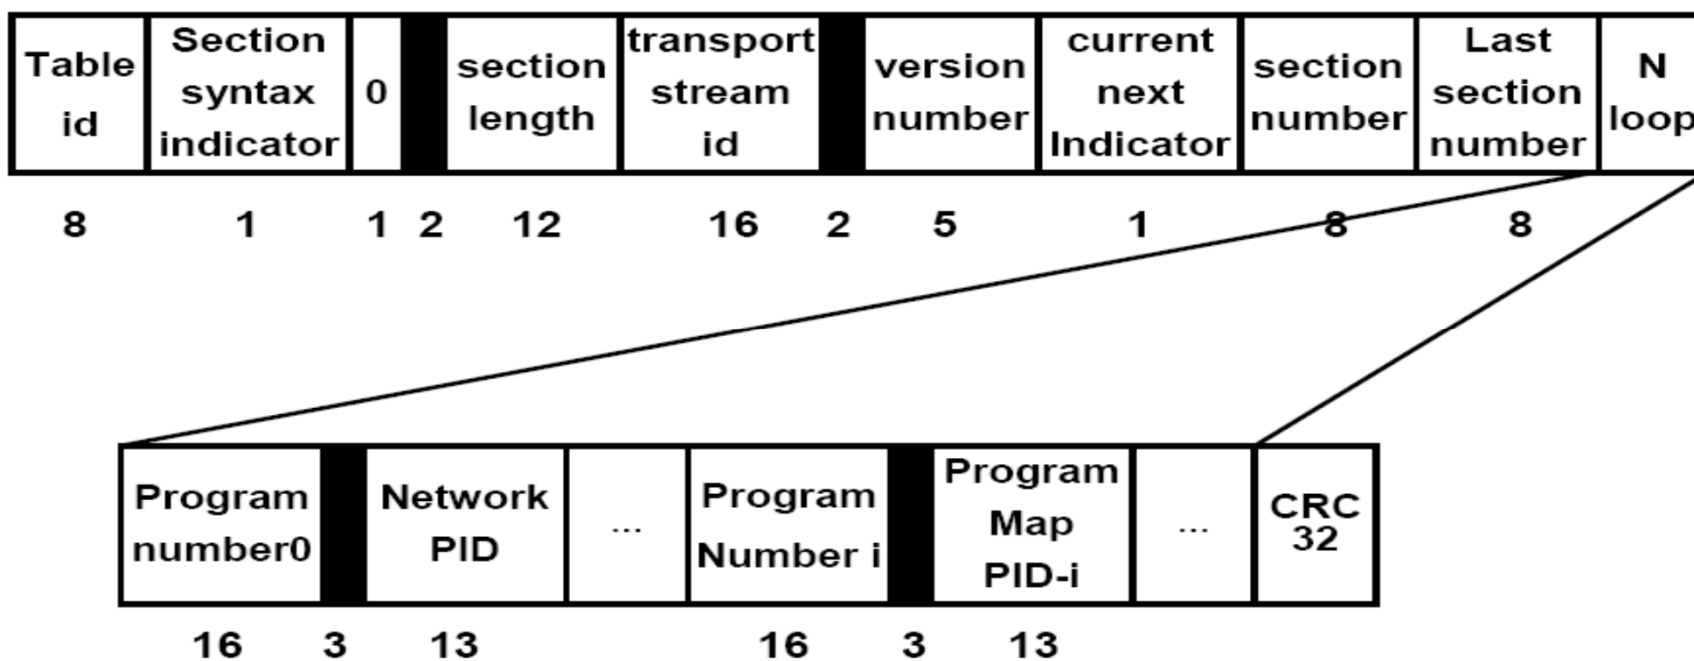 Table
id
Section
syntax
indicator
0
section
length
transport
stream
id
version
number
current
next
Indicator
section
number
Last
section
number
N
loop
8 1 1 2 12 16 2 5 1 8 8
Program
number0
Network
PID
...
Program
Number i
Program
Map
PID-i
...
CRC
32
16 3 13 16 3 13